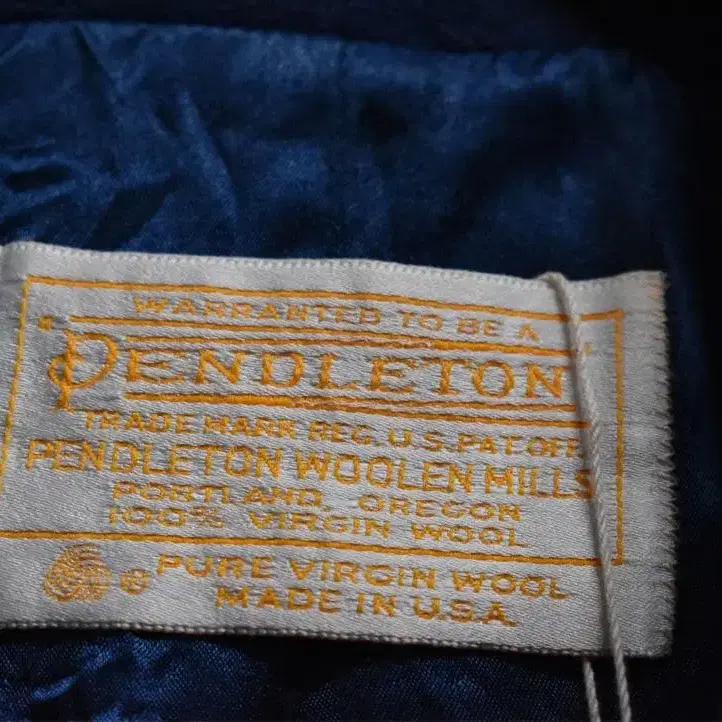 WARRANTED TO BE A
"PENDLETON"
TRADE MARK REG. U.S. PAT. OFF.
PENDLETON WOOLEN MILLS
PORTLAND, OREGON
100% VIRGIN WOOL
® PURE VIRGIN WOOL
MADE IN U.S.A.